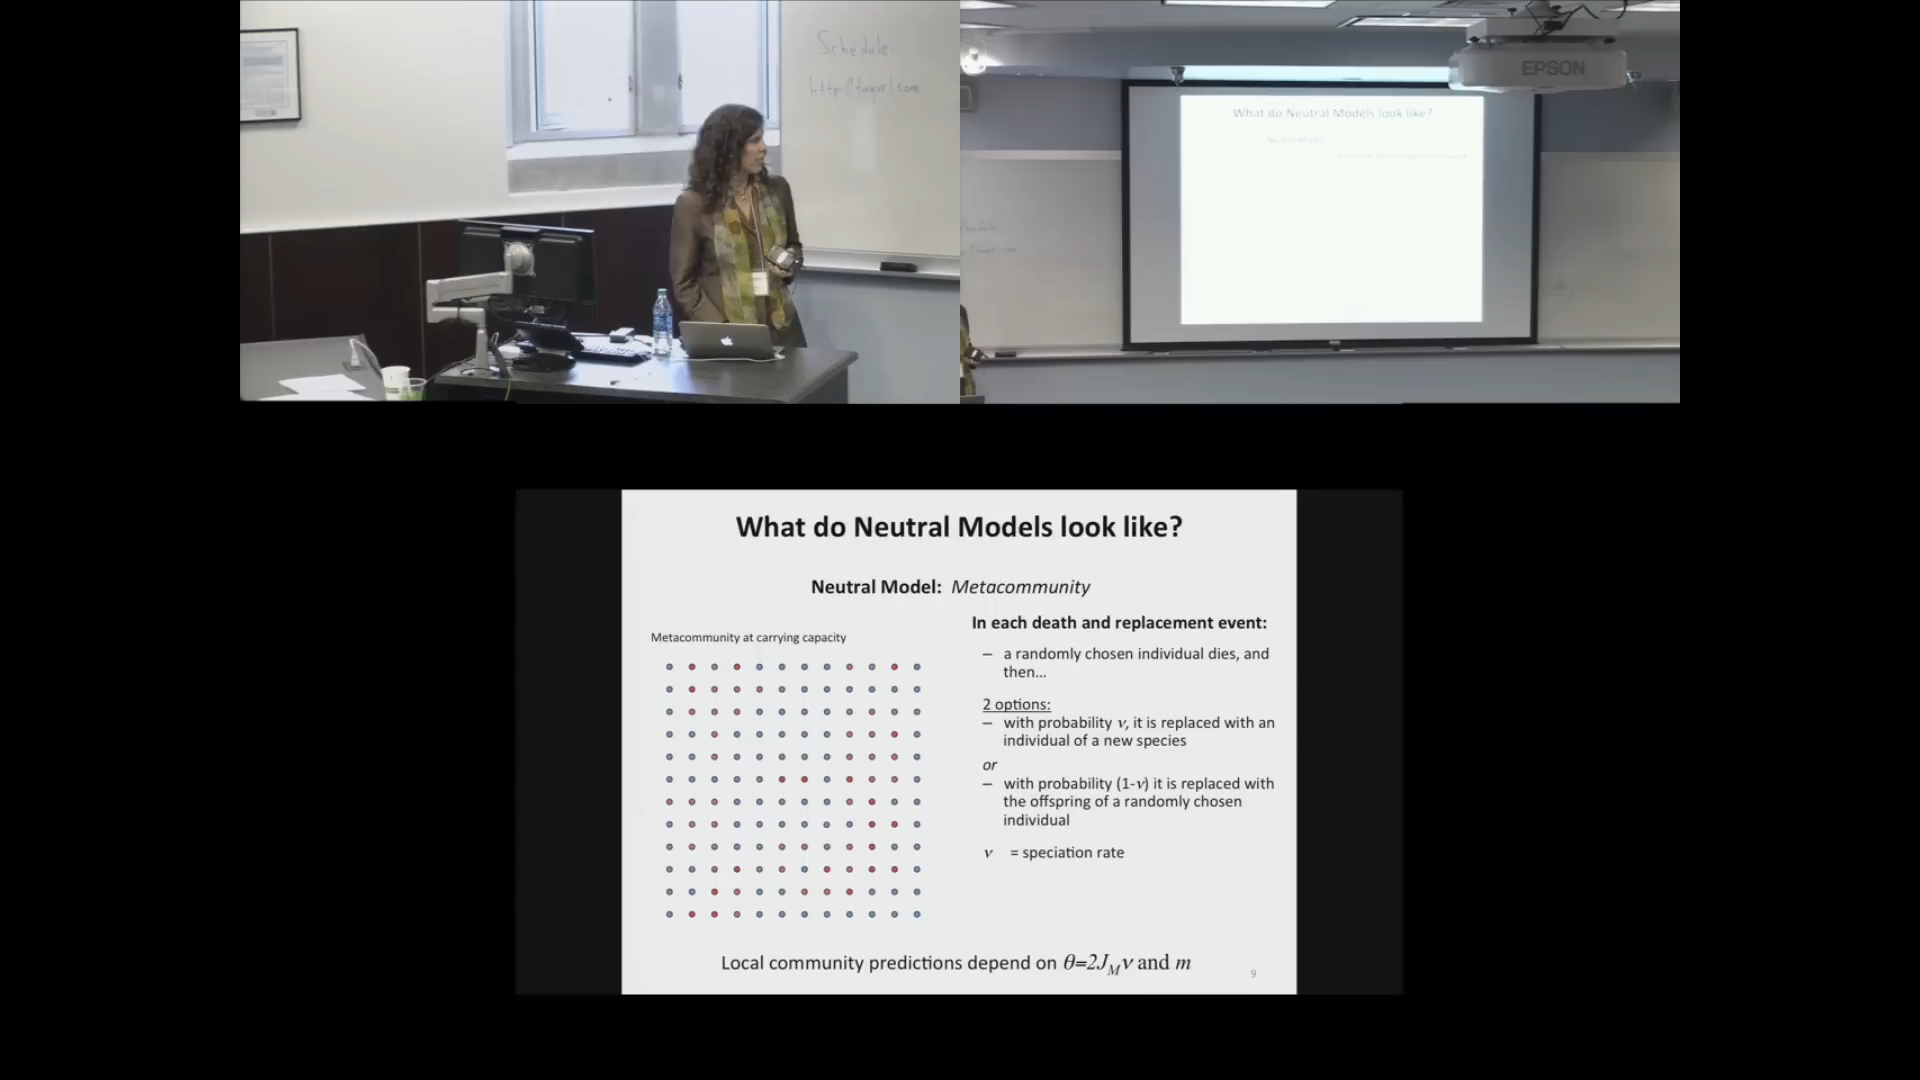 Schedule
http://tinyurl.com
EPSON
What do Neutral Models look like?
What do Neutral Models look like?
Neutral Model: Metacommunity
In each death and replacement event:
Metacommunity at carrying capacity
– a randomly chosen individual dies, and
then...
2 options:
– with probability ν, it is replaced with an
individual of a new species
or
– with probability (1-ν) it is replaced with
the offspring of a randomly chosen
individual
ν = speciation rate
Local community predictions depend on θ=2J_Mν and m
9